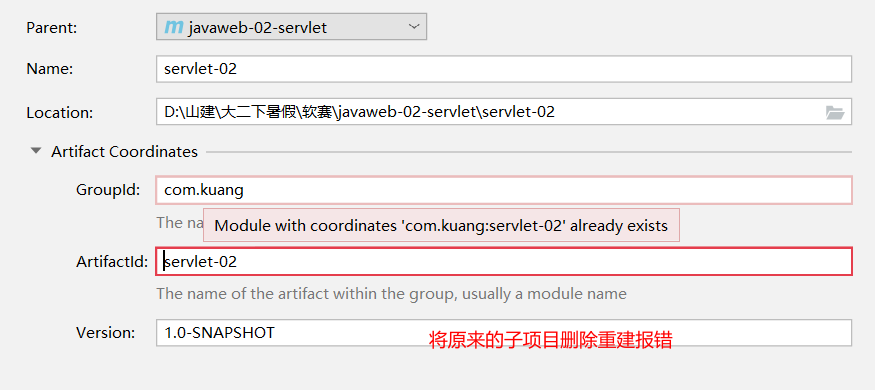 Parent: m javaweb-02-servlet
Name: servlet-02
Location: D:\山建\大二下暑假\软赛\javaweb-02-servlet\servlet-02
Artifact Coordinates
GroupId: com.kuang
The na
Module with coordinates 'com.kuang:servlet-02' already exists
ArtifactId: servlet-02
The name of the artifact within the group, usually a module name
Version: 1.0-SNAPSHOT
将原来的子项目删除重建报错